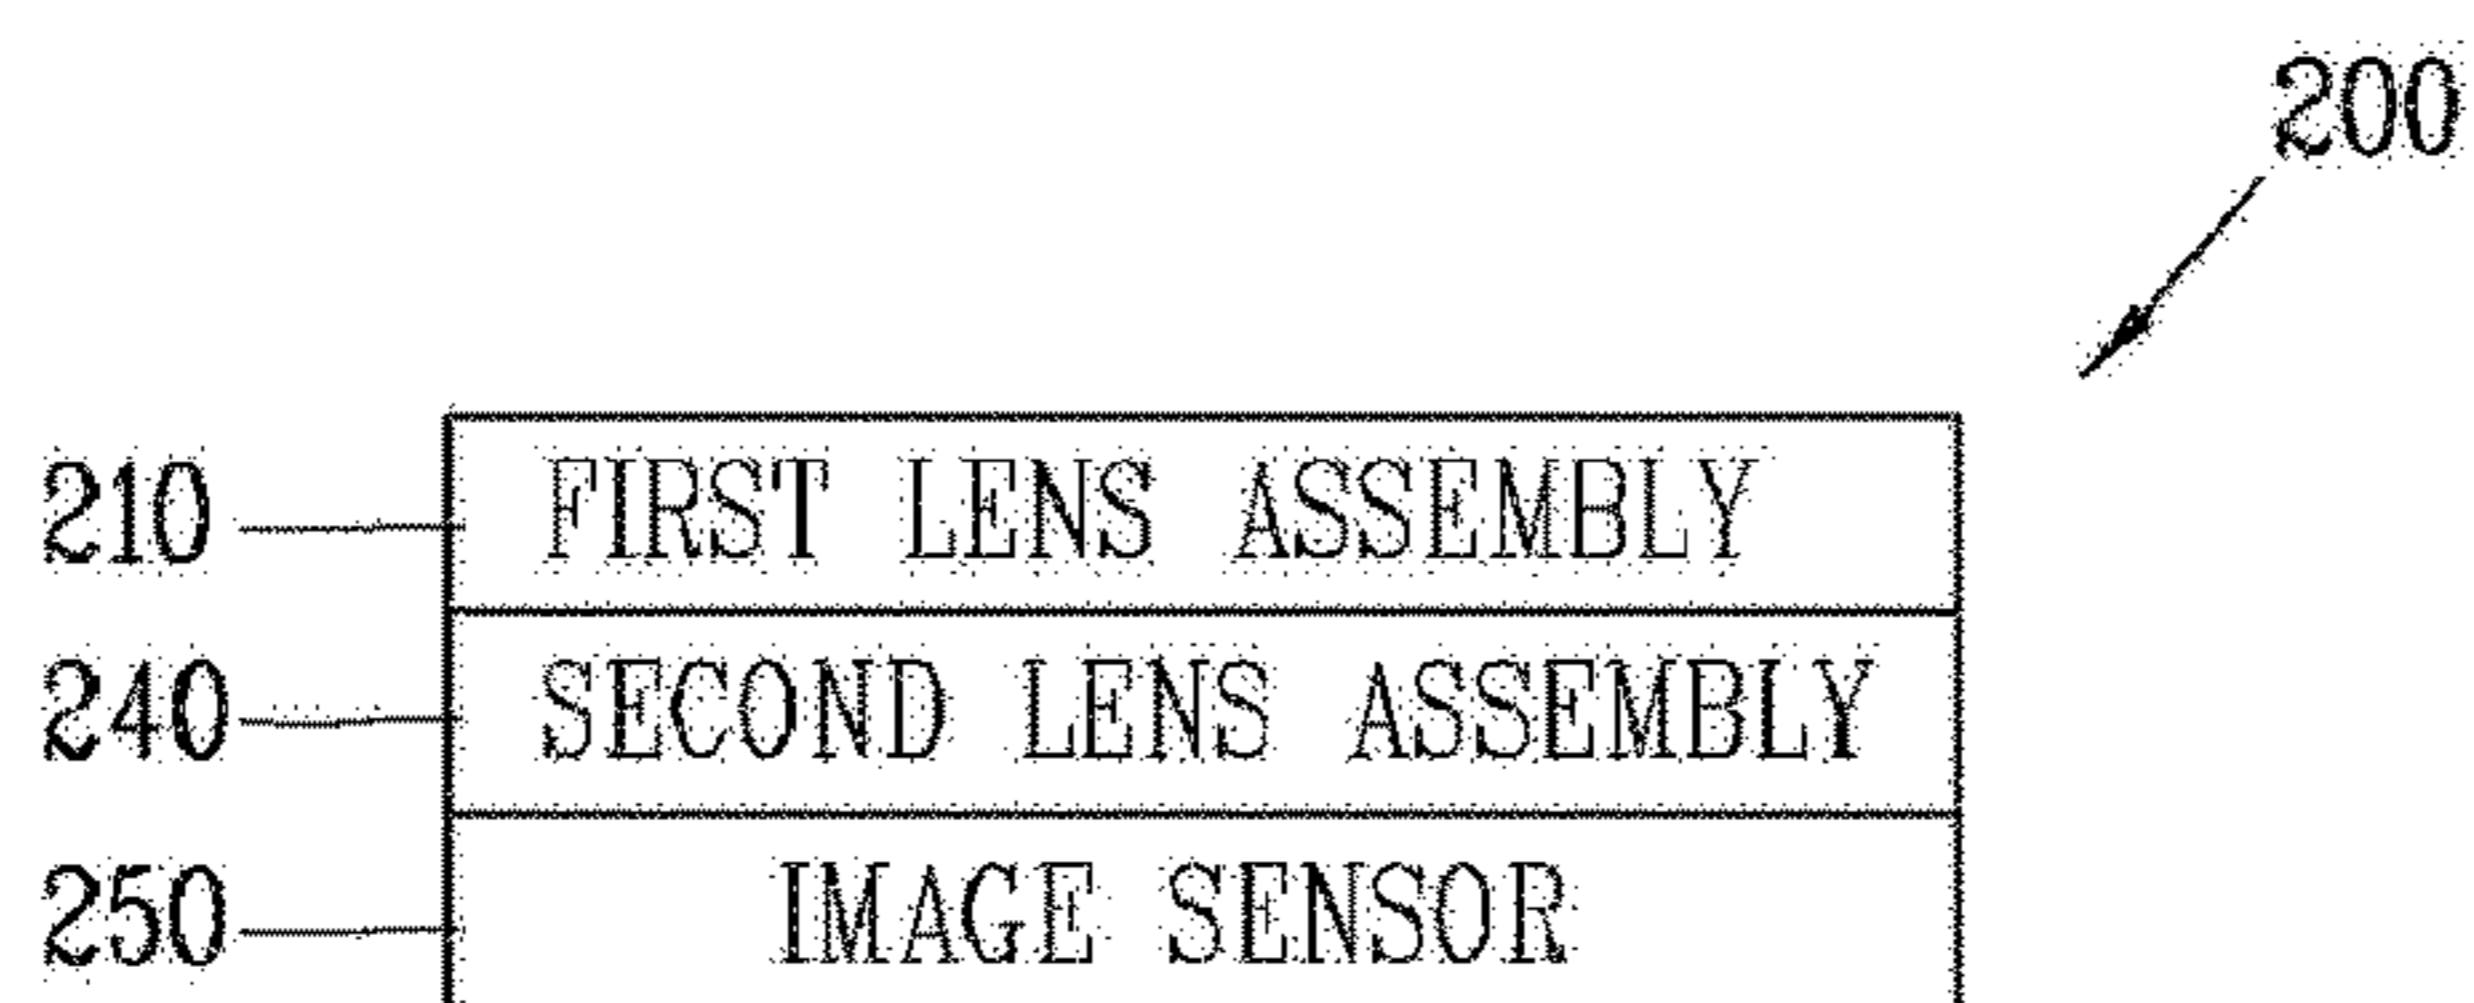 200
210 FIRST LENS ASSEMBLY
240 SECOND LENS ASSEMBLY
250 IMAGE SENSOR